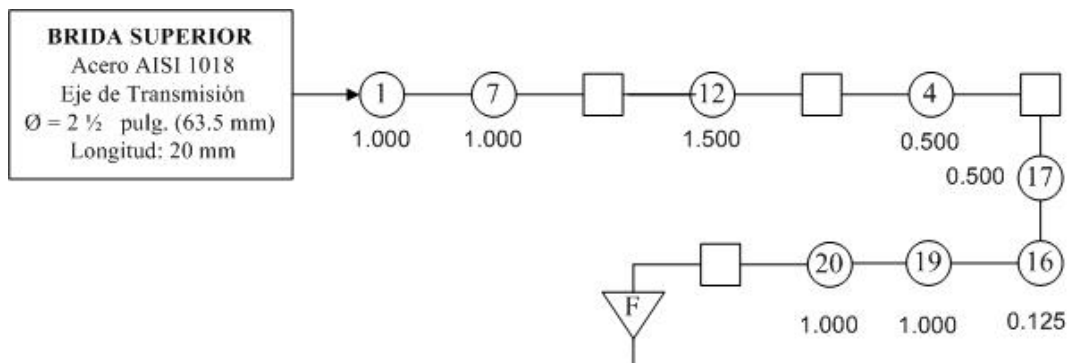 BRIDA SUPERIOR
Acero AISI 1018
Eje de Transmisión
Ø = 2 ½ pulg. (63.5 mm)
Longitud: 20 mm
1
7
12
4
1.000
1.000
1.500
0.500
0.500
17
20
19
16
F
1.000
1.000
0.125